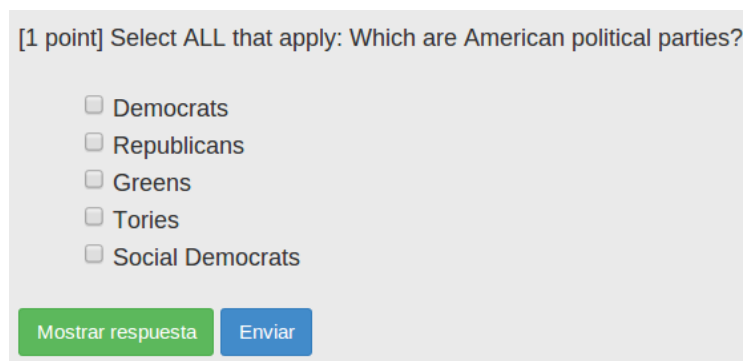 [1 point] Select ALL that apply: Which are American political parties?
Democrats
Republicans
Greens
Tories
Social Democrats
Mostrar respuesta Enviar